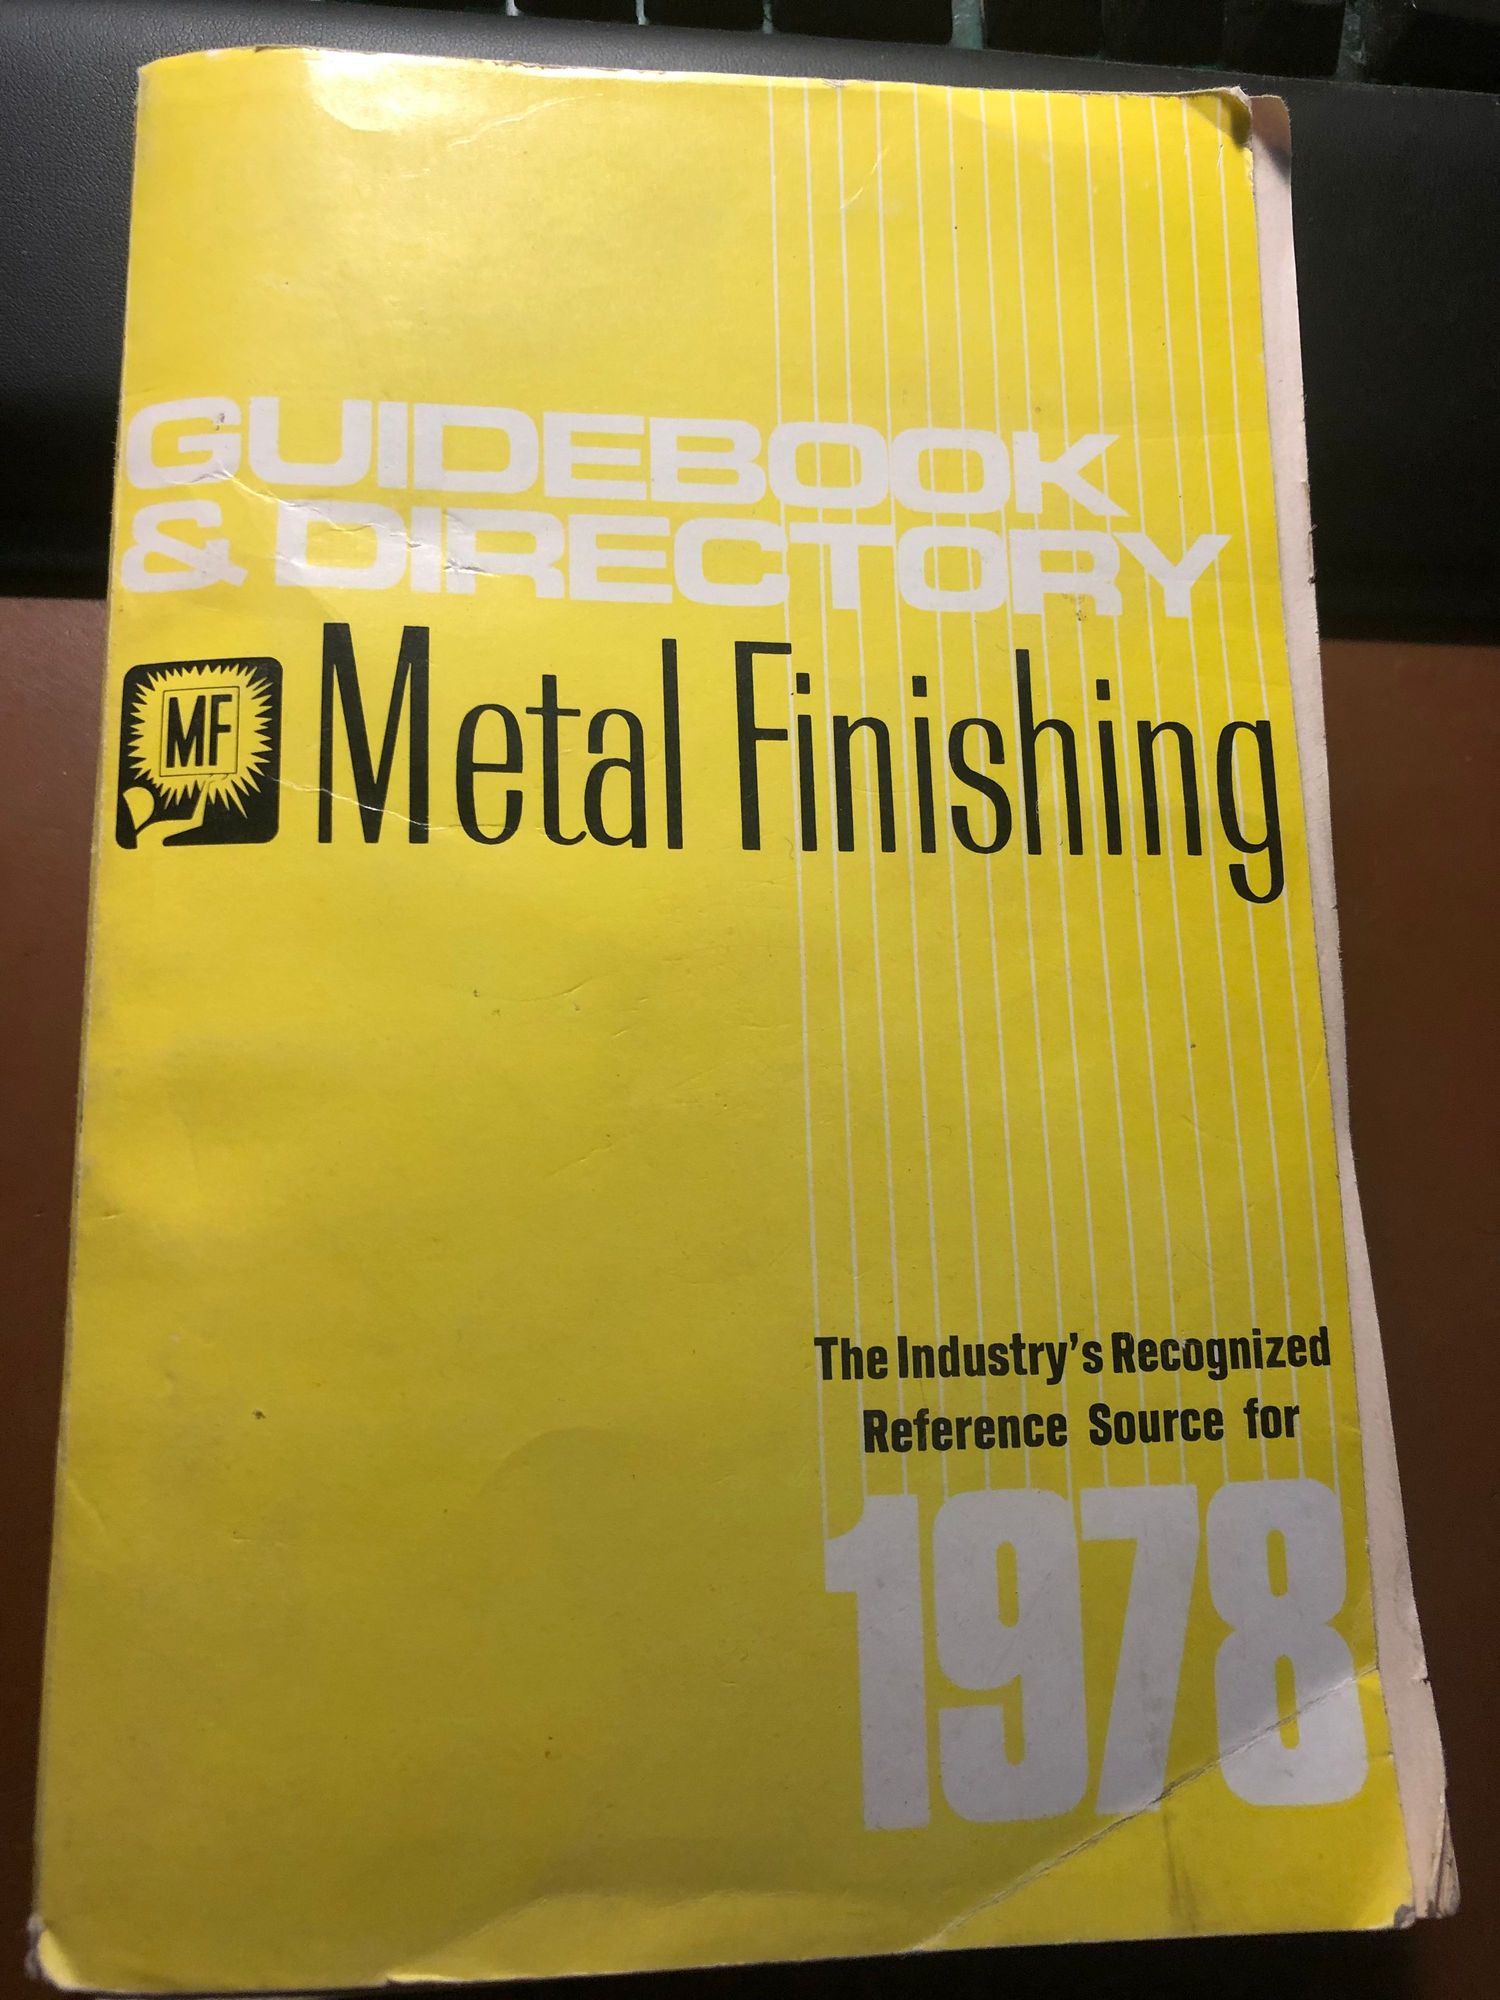 GUIDEBOOK
& DIRECTORY
MF
Metal Finishing
The Industry's Recognized
Reference Source for
1978